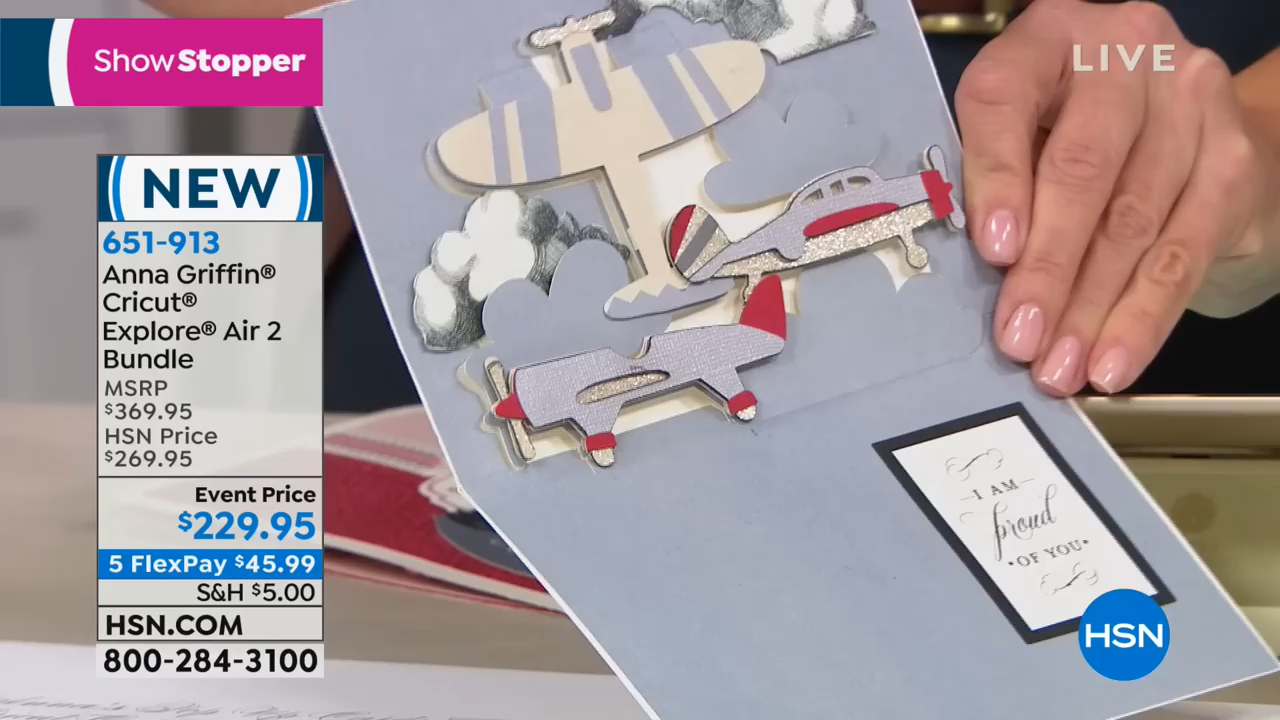 ShowStopper
LIVE
NEW
651-913
Anna Griffin®
Cricut®
Explore® Air 2
Bundle
MSRP
$369.95
HSN Price
$269.95
Event Price
$229.95
5 FlexPay $45.99
S&H $5.00
HSN.COM
800-284-3100
I AM
proud
•OF YOU•
HSN